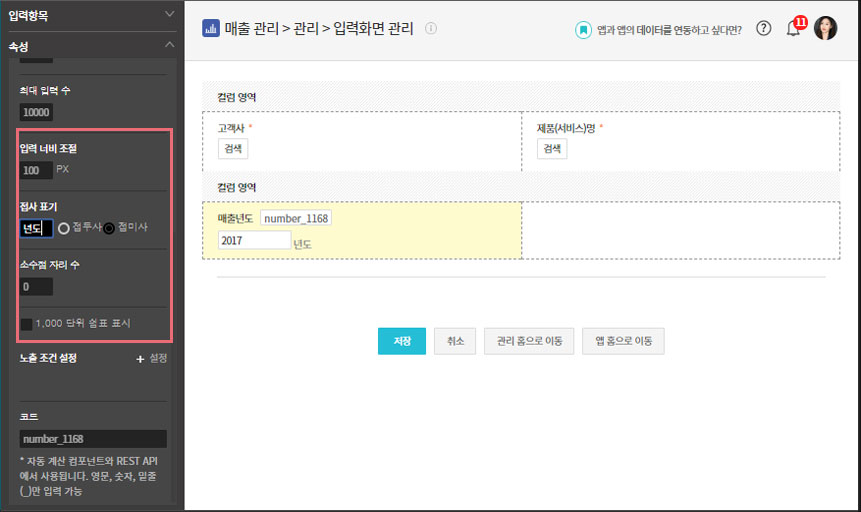 입력항목
속성
최대 입력 수
10000
입력 너비 조절
100 PX
접사 표기
년도 접두사 접미사
소수점 자리 수
0
1,000 단위 쉼표 표시
노출 조건 설정 + 설정
코드
number_1168
* 자동 계산 컴포넌트와 REST API
에서 사용됩니다. 영문, 숫자, 밑줄
(_)만 입력 가능
매출 관리 > 관리 > 입력화면 관리
앱과 앱의 데이터를 연동하고 싶다면?
11
컬럼 영역
고객사 *
검색
제품(서비스)명 *
검색
컬럼 영역
매출년도 number_1168
2017 년도
저장 취소 관리 홈으로 이동 앱 홈으로 이동